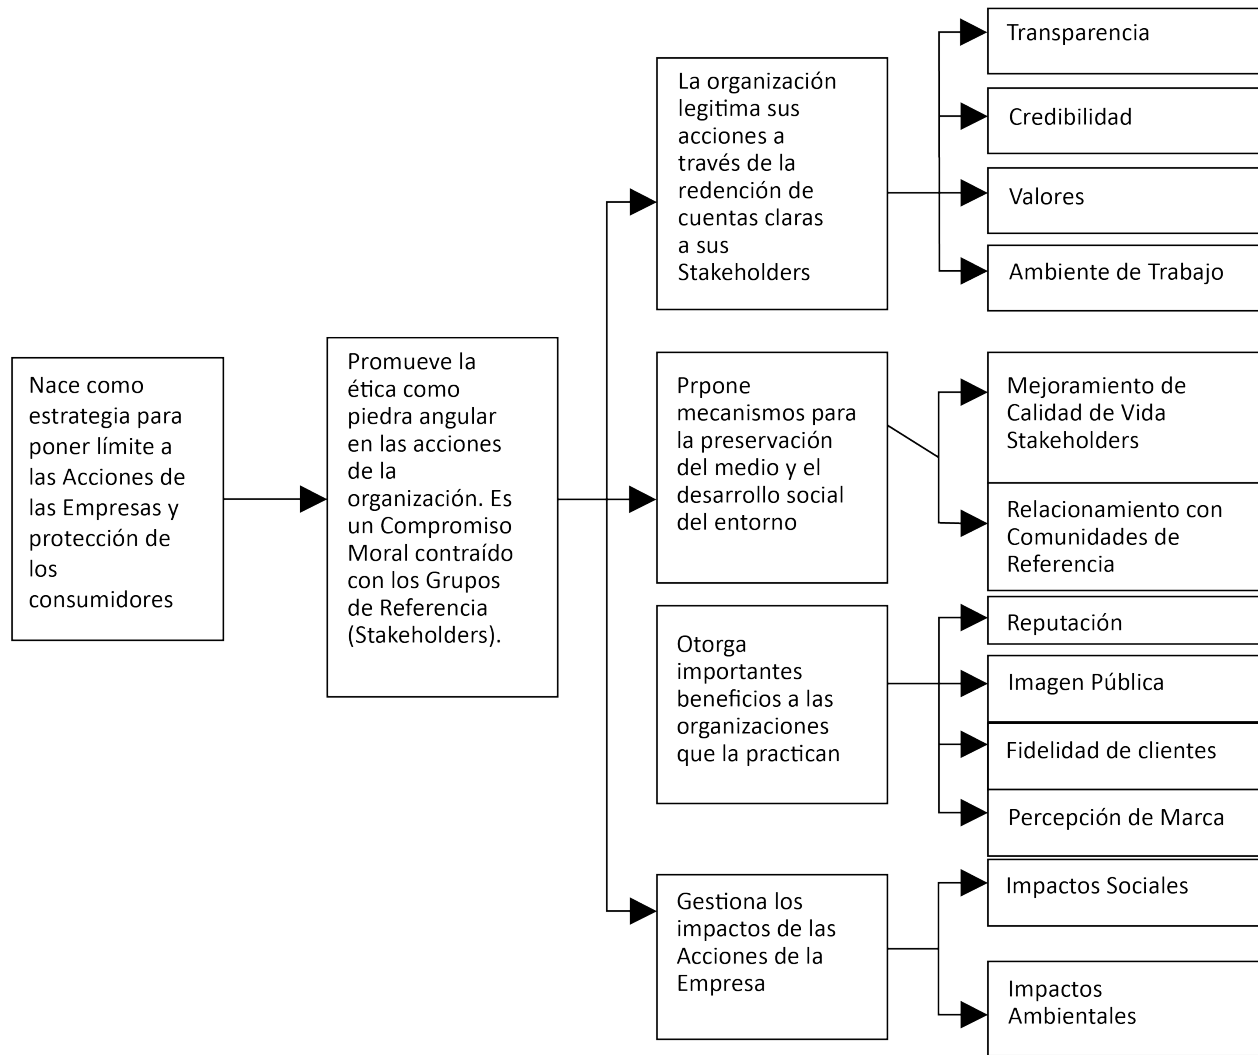 Nace como
estrategia para
poner límite a
las Acciones de
las Empresas y
protección de
los
consumidores
Promueve la
ética como
piedra angular
en las acciones
de la
organización. Es
un Compromiso
Moral contraído
con los Grupos
de Referencia
(Stakeholders).
La organización
legitima sus
acciones a
través de la
redención de
cuentas claras
a sus
Stakeholders
Transparencia
Credibilidad
Valores
Ambiente de Trabajo
Prpone
mecanismos para
la preservación
del medio y el
desarrollo social
del entorno
Mejoramiento de
Calidad de Vida
Stakeholders
Relacionamiento con
Comunidades de
Referencia
Otorga
importantes
beneficios a las
organizaciones
que la practican
Reputación
Imagen Pública
Fidelidad de clientes
Percepción de Marca
Gestiona los
impactos de las
Acciones de la
Empresa
Impactos Sociales
Impactos
Ambientales